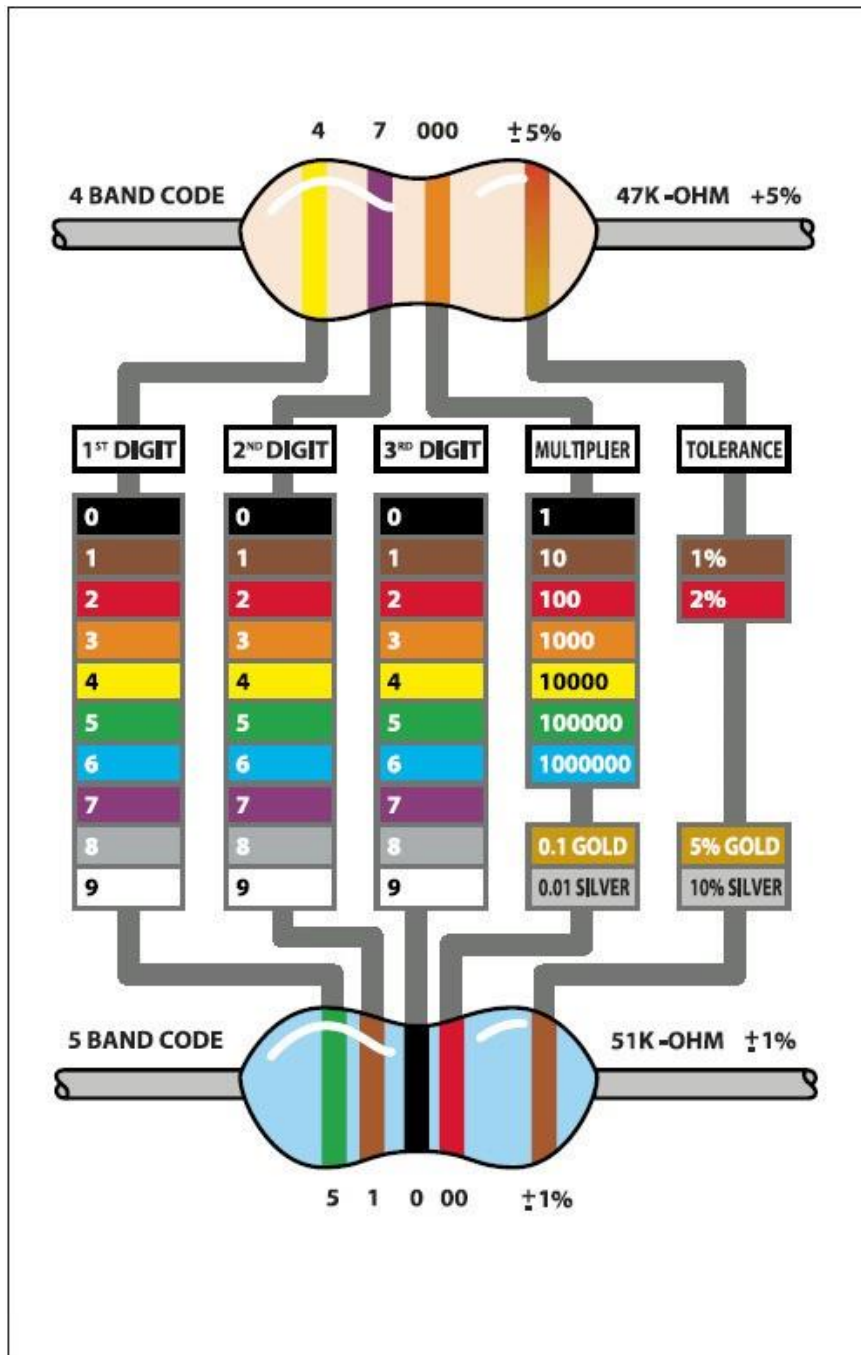 4 7 000 ±5%
4 BAND CODE 47K-OHM +5%
1ST DIGIT 2ND DIGIT 3RD DIGIT MULTIPLIER TOLERANCE
0 0 0 1
1 1 1 10 1%
2 2 2 100 2%
3 3 3 1000
4 4 4 10000
5 5 5 100000
6 6 6 1000000
7 7 7
8 8 8 0.1 GOLD 5% GOLD
9 9 9 0.01 SILVER 10% SILVER
5 BAND CODE 51K-OHM ±1%
5 1 0 00 ±1%